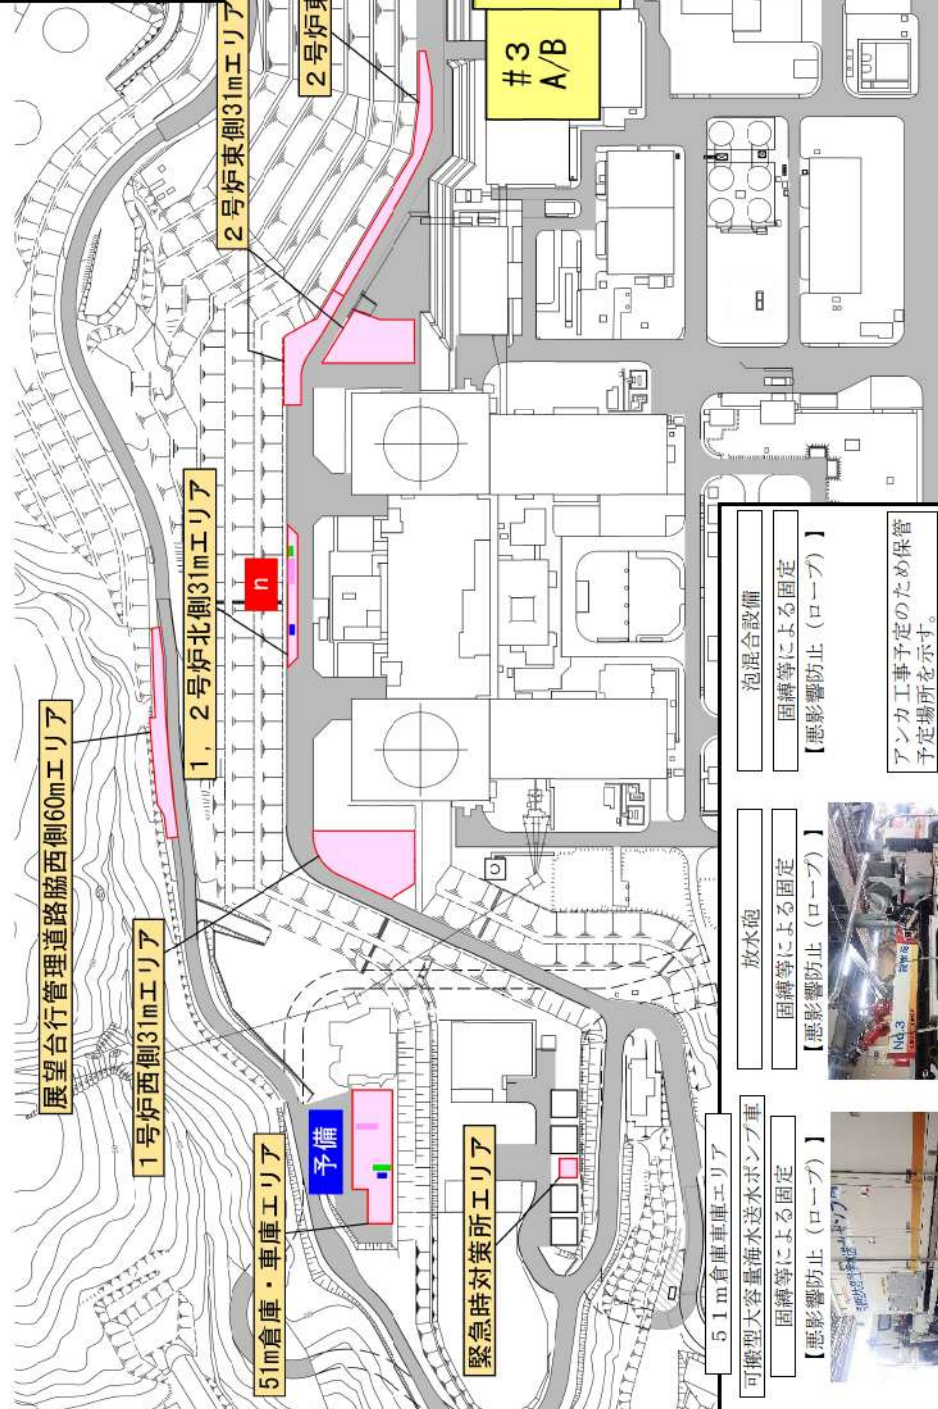 展望台行管理道路脇西側60mエリア
1号炉西側31mエリア
1，2号炉北側31mエリア
2号炉東側31mエリア
2号炉東
n
#3
A/B
51m倉庫・車庫エリア
予備
緊急時対策所エリア
51m倉庫車庫エリア
可搬型大容量海水送水ポンプ車
固縛等による固定
【悪影響防止（ロープ）】
放水砲
固縛等による固定
【悪影響防止（ロープ）】
No.3
泡混合設備
固縛等による固定
【悪影響防止（ロープ）】
アンカ工事予定のため保管
予定場所を示す。